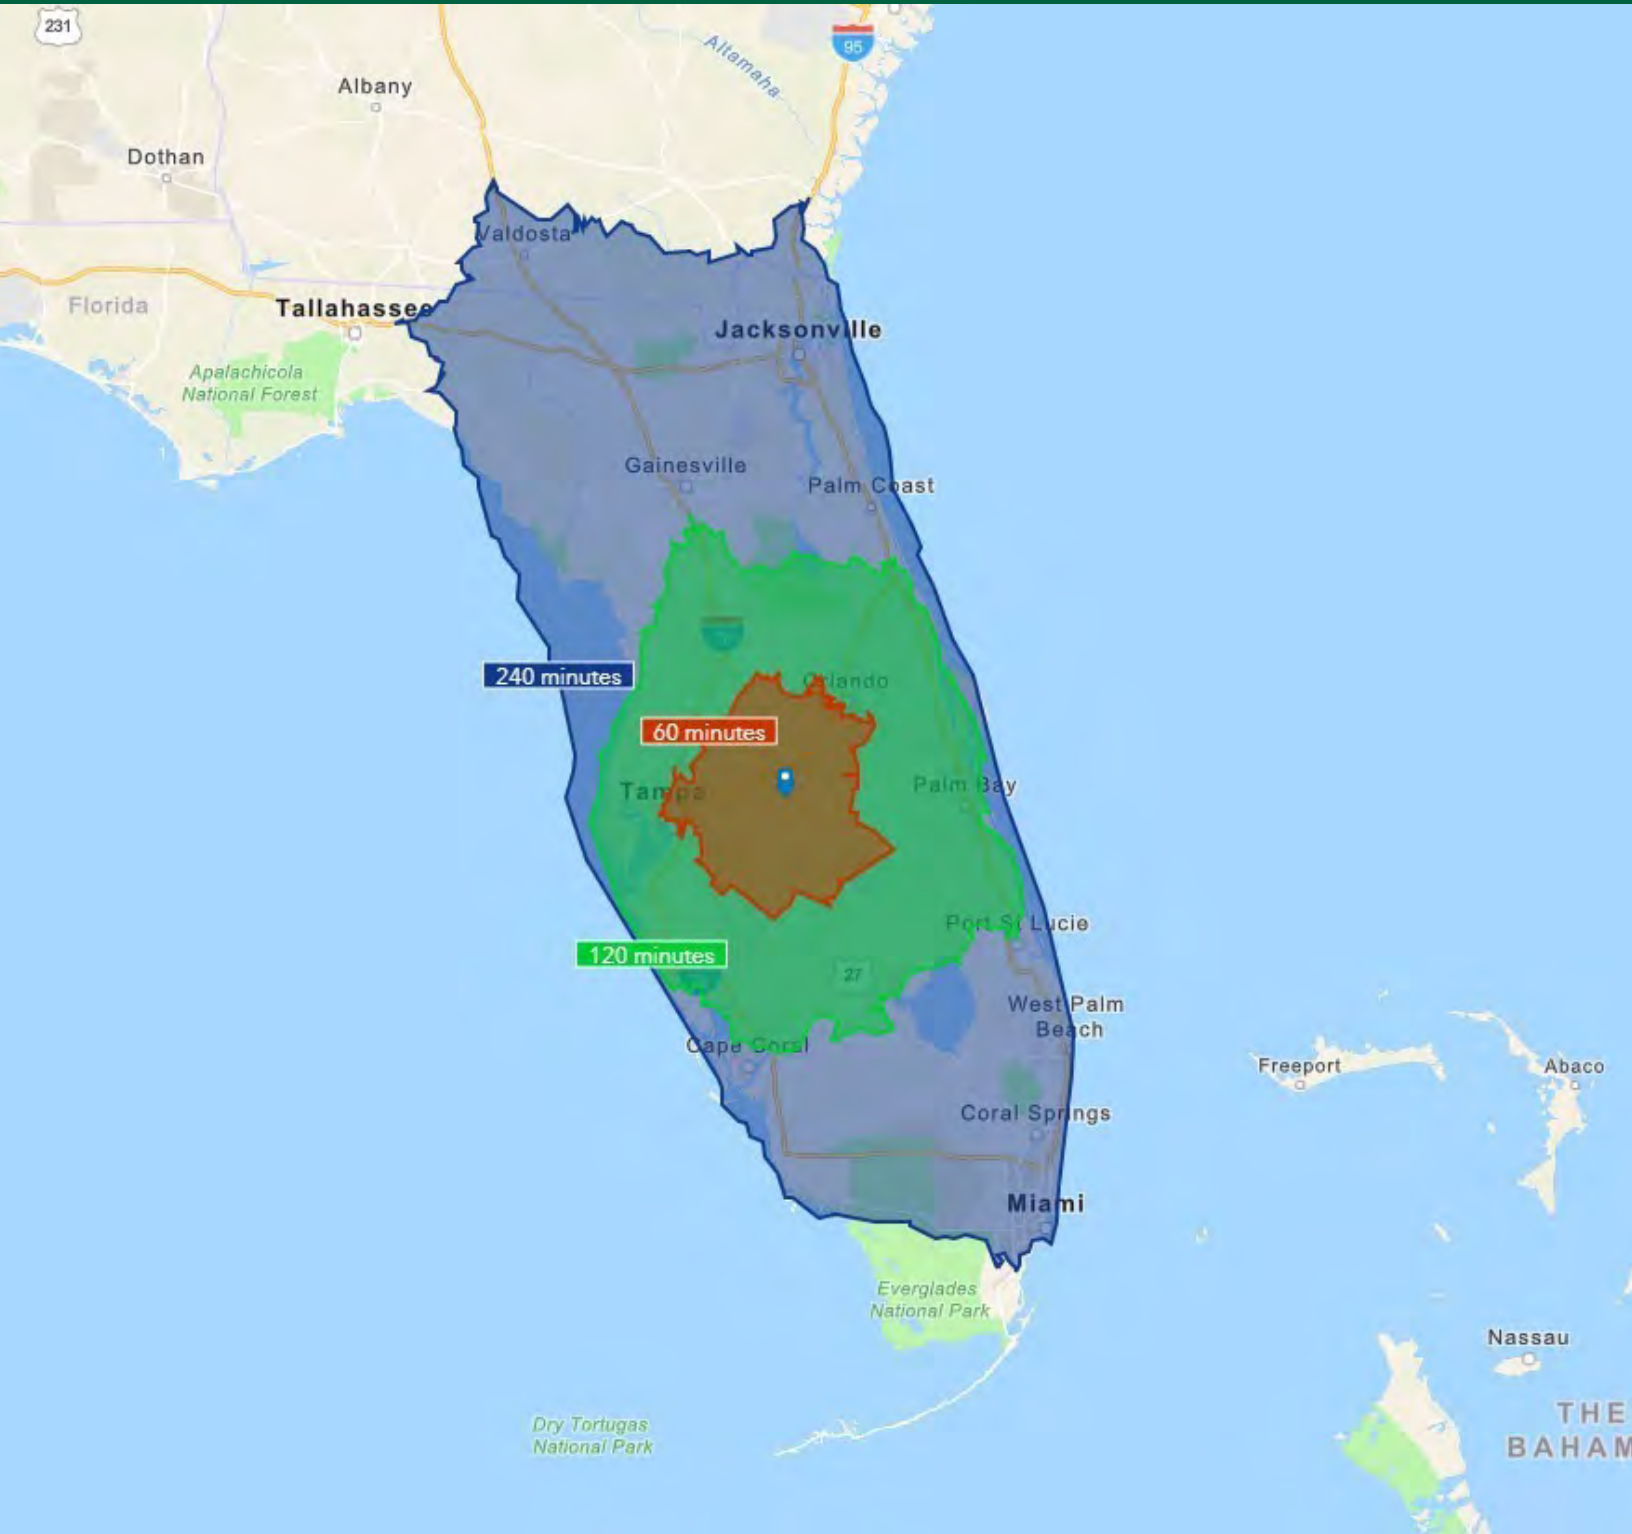 231
95
Altamaha
Albany
Dothan
Valdosta
Tallahassee
Florida
Jacksonville
Apalachicola
National Forest
Gainesville
Palm Coast
240 minutes
Orlando
60 minutes
Tampa
Palm Bay
Port St Lucie
120 minutes
27
West Palm
Beach
Cape Coral
Freeport
Abaco
Coral Springs
Miami
Everglades
National Park
Nassau
Dry Tortugas
National Park
THE
BAHAM